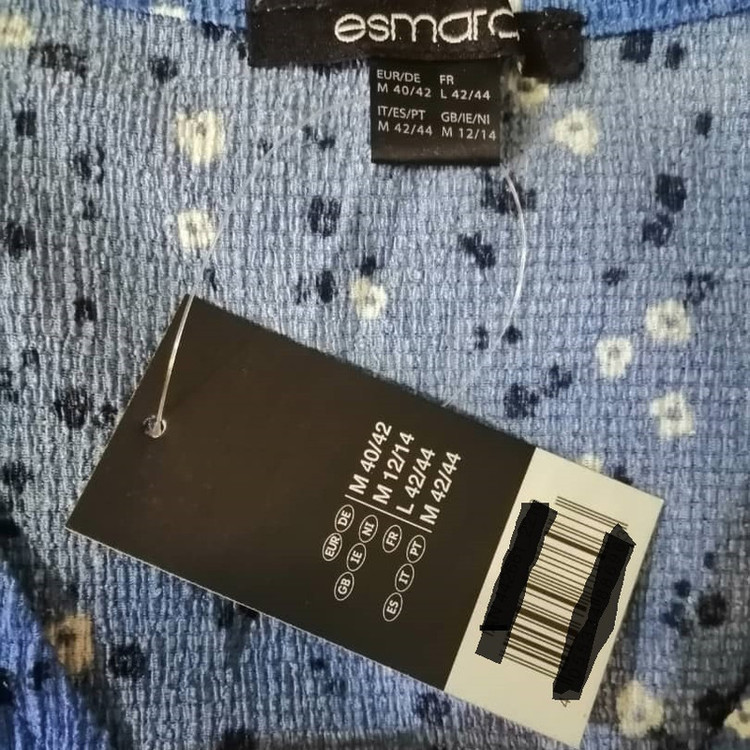 esmara
EUR/DE FR
M 40/42 L 42/44
IT/ES/PT GB/IE/NI
M 42/44 M 12/14
EUR DE M 40/42
GB IE NI M 12/14
FR L 42/44
ES IT PT M 42/44